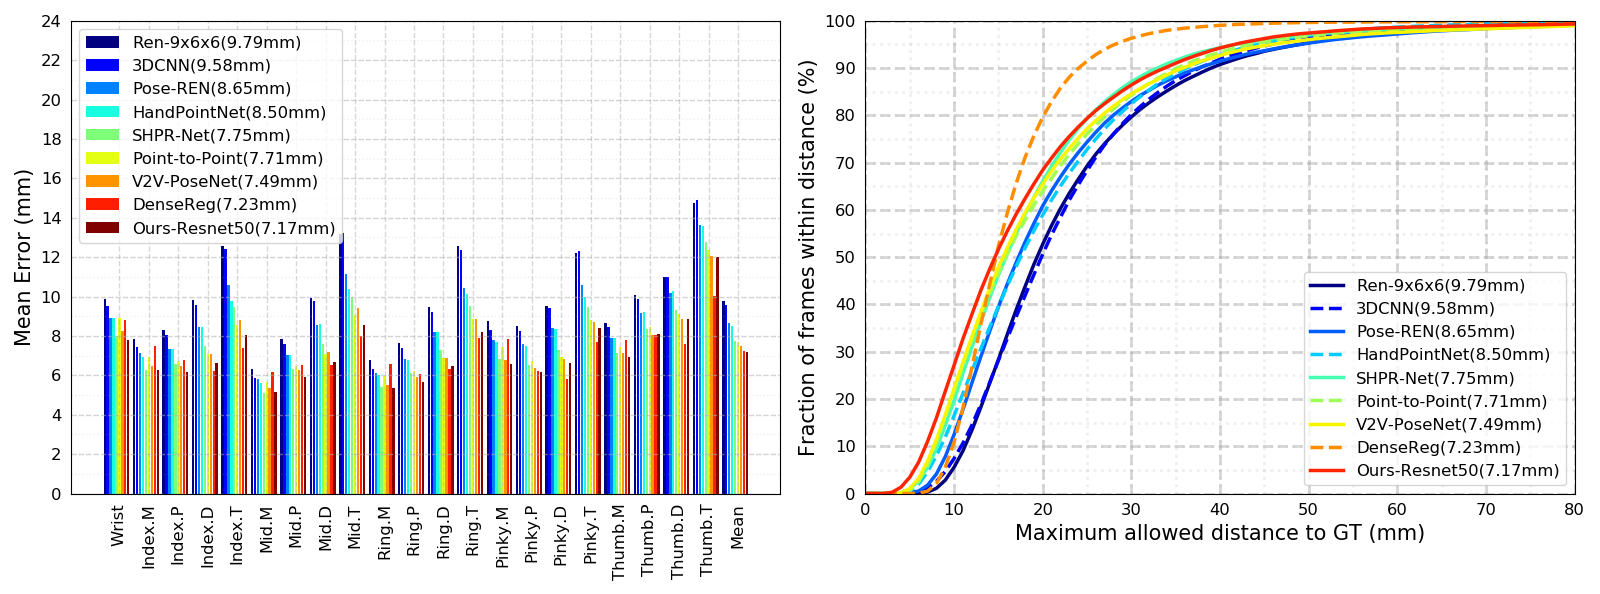 Mean Error (mm)
24
22
20
18
16
14
12
10
8
6
4
2
0
Ren-9x6x6(9.79mm)
3DCNN(9.58mm)
Pose-REN(8.65mm)
HandPointNet(8.50mm)
SHPR-Net(7.75mm)
Point-to-Point(7.71mm)
V2V-PoseNet(7.49mm)
DenseReg(7.23mm)
Ours-Resnet50(7.17mm)
Wrist
Index.M
Index.P
Index.D
Index.T
Mid.M
Mid.P
Mid.D
Mid.T
Ring.M
Ring.P
Ring.D
Ring.T
Pinky.M
Pinky.P
Pinky.D
Pinky.T
Thumb.M
Thumb.P
Thumb.D
Thumb.T
Mean
Fraction of frames within distance (%)
100
90
80
70
60
50
40
30
20
10
0
Ren-9x6x6(9.79mm)
3DCNN(9.58mm)
Pose-REN(8.65mm)
HandPointNet(8.50mm)
SHPR-Net(7.75mm)
Point-to-Point(7.71mm)
V2V-PoseNet(7.49mm)
DenseReg(7.23mm)
Ours-Resnet50(7.17mm)
0 10 20 30 40 50 60 70 80
Maximum allowed distance to GT (mm)